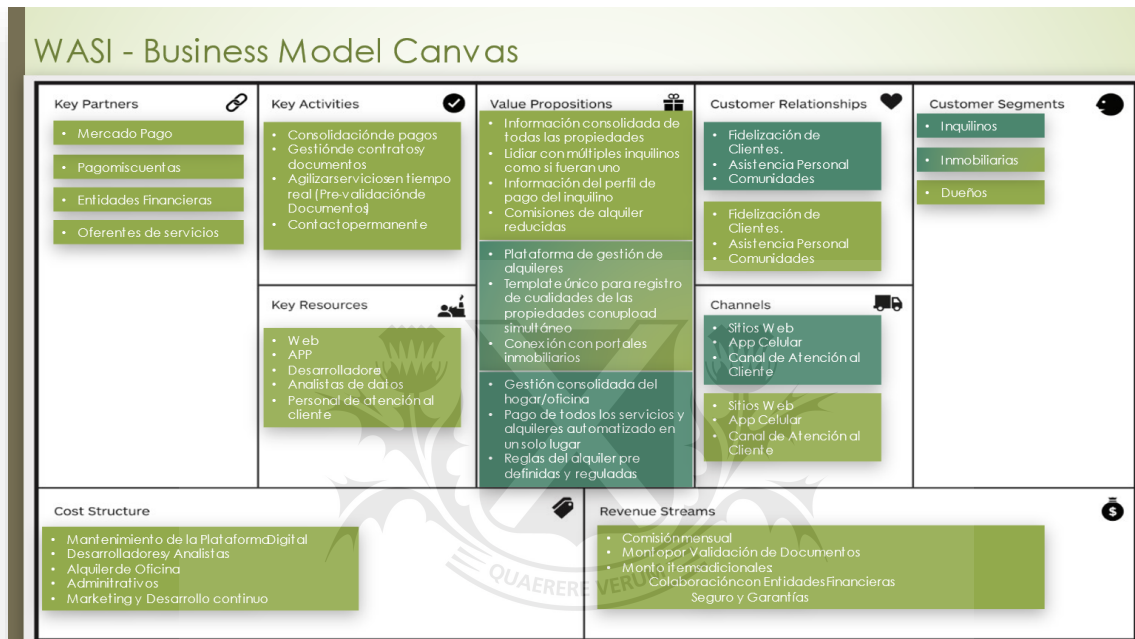 WASI - Business Model Canvas
Key Partners
• Mercado Pago
• Pagomiscuentas
• Entidades Financieras
• Oferentes de servicios
Key Activities
• Consolidaciónde pagos
• Gestiónde contratosy
documentos
• Agilizarserviciosen tiempo
real (Pre-validaciónde
Documentos)
• Contactopermanente
Key Resources
• Web
• APP
• Desarrolladore
• Analistas de datos
• Personal de atención al
cliente
Value Propositions
• Información consolidada de
todas las propiedades
• Lidiar con múltiples inquilinos
como si fueran uno
• Información del perfil de
pago del inquilino
• Comisiones de alquiler
reducidas
• Plataforma de gestión de
alquileres
• Template único para registro
de cualidades de las
propiedades conupload
simultáneo
• Conexión con portales
inmobiliarios
• Gestión consolidada del
hogar/oficina
• Pago de todos los servicios y
alquileres automatizado en
un solo lugar
• Reglas del alquiler pre
definidas y reguladas
Customer Relationships
• Fidelización de
Clientes.
• Asistencia Personal
• Comunidades
• Fidelización de
Clientes.
• Asistencia Personal
• Comunidades
Channels
• Sitios Web
• App Celular
• Canal de Atención al
Cliente
• Sitios Web
• App Celular
• Canal de Atención al
Cliente
Customer Segments
• Inquilinos
• Inmobiliarias
• Dueños
Cost Structure
• Mantenimiento de la PlataformaDigital
• Desarrolladoresy Analistas
• Alquilerde Oficina
• Adminitrativos
• Marketing y Desarrollo continuo
Revenue Streams
• Comisiónmensual
• Montopor Validación de Documentos
• Monto itemsadicionales:
Colaboracióncon EntidadesFinancieras
Seguro y Garantías
QUAERERE VERUM